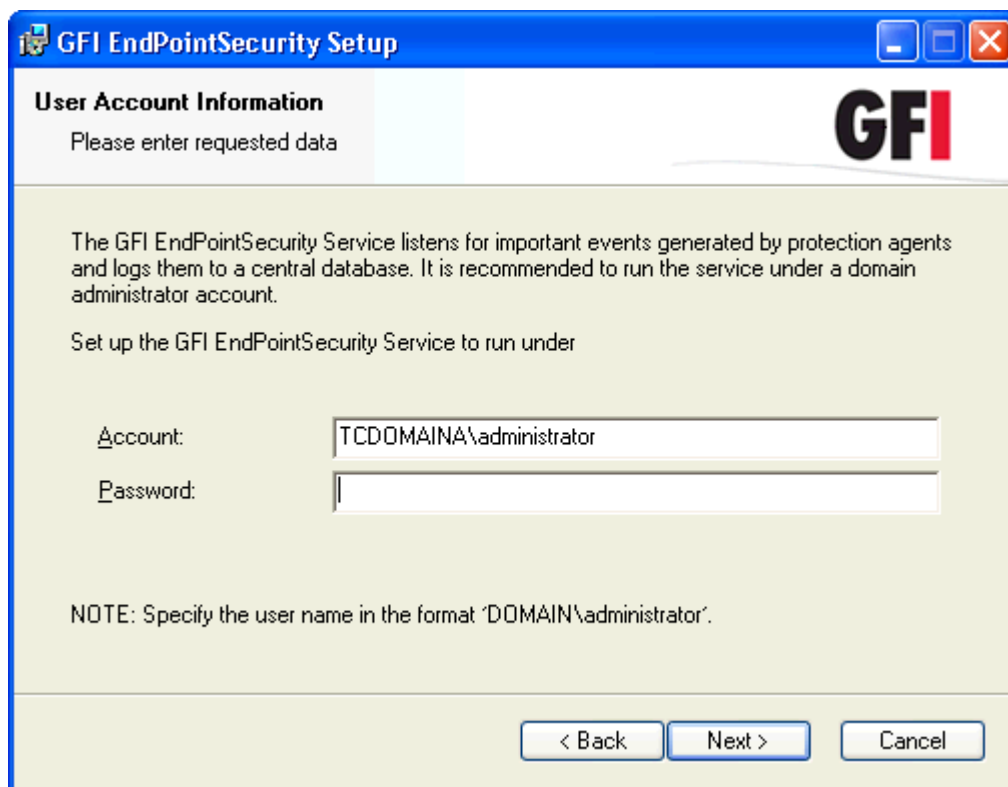 GFI EndPointSecurity Setup
User Account Information
Please enter requested data
GFI
The GFI EndPointSecurity Service listens for important events generated by protection agents
and logs them to a central database. It is recommended to run the service under a domain
administrator account.
Set up the GFI EndPointSecurity Service to run under
Account: TCDOMAINA\administrator
Password:
NOTE: Specify the user name in the format ‘DOMAIN\administrator’.
< Back Next > Cancel